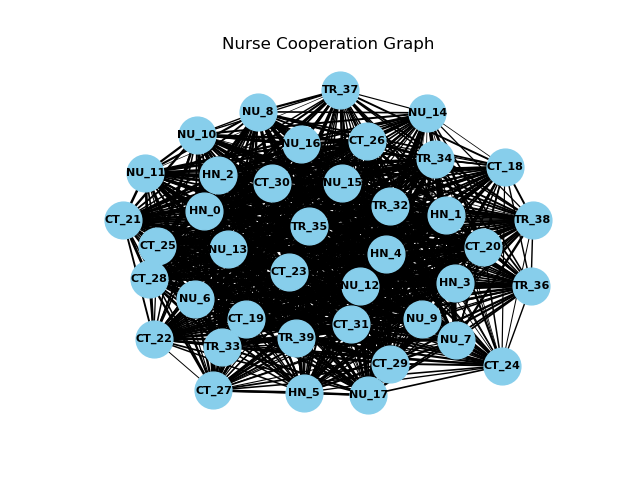 Nurse Cooperation Graph
TR_37
NU_8
NU_14
NU_10
NU_16
CT_26
TR_34
CT_18
NU_11
HN_2
CT_30
NU_15
HN_0
TR_32
HN_1
CT_21
TR_38
TR_35
CT_25
NU_13
HN_4
CT_20
CT_28
CT_23
NU_12
HN_3
TR_36
NU_6
CT_19
CT_31
NU_9
CT_22
TR_33
TR_39
NU_7
CT_29
CT_24
CT_27
HN_5
NU_17